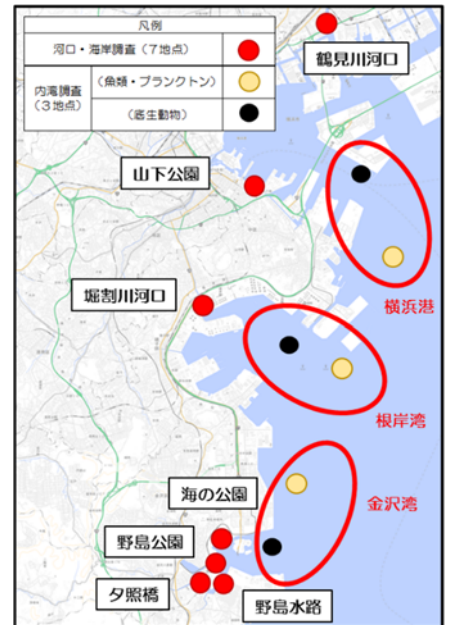 凡例
河口・海岸調査（７地点）
内湾調査
（３地点）
（魚類・プランクトン）
（底生動物）
鶴見川河口
山下公園
横浜港
堀割川河口
根岸湾
海の公園
金沢湾
野島公園
夕照橋
野島水路